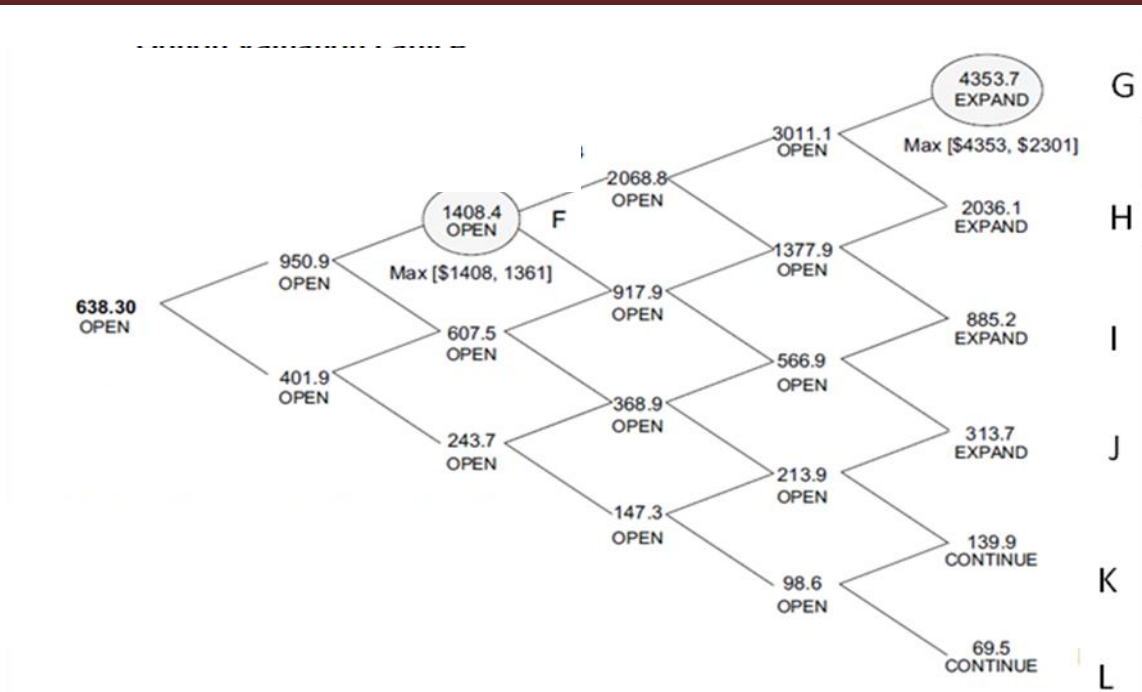 4353.7
EXPAND
G
Max [$4353, $2301]
3011.1
OPEN
2068.8
OPEN
2036.1
EXPAND
H
1408.4
OPEN
F
Max [$1408, 1361]
1377.9
OPEN
950.9
OPEN
917.9
OPEN
638.30
OPEN
885.2
EXPAND
I
607.5
OPEN
566.9
OPEN
401.9
OPEN
368.9
OPEN
313.7
EXPAND
J
243.7
OPEN
213.9
OPEN
147.3
OPEN
139.9
CONTINUE
K
98.6
OPEN
69.5
CONTINUE
L